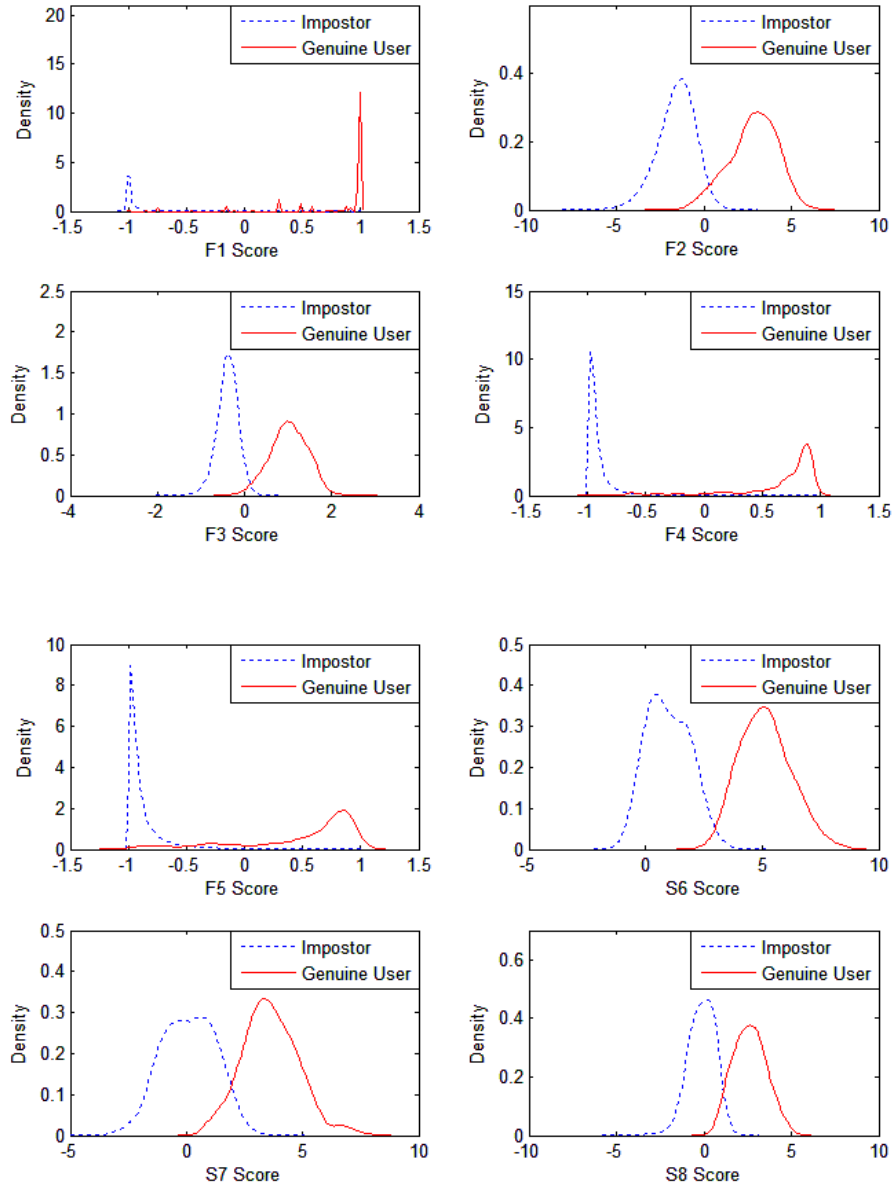 21
20
15
10
5
0
Density
Impostor
Genuine User
-1.5 -1 -0.5 0 0.5 1 1.5
F1 Score
0.4
0.2
0
Density
Impostor
Genuine User
-10 -5 0 5 10
F2 Score
2.5
2
1.5
1
0.5
0
Density
Impostor
Genuine User
-4 -2 0 2 4
F3 Score
15
10
5
0
Density
Impostor
Genuine User
-1.5 -1 -0.5 0 0.5 1 1.5
F4 Score
10
8
6
4
2
0
Density
Impostor
Genuine User
-1.5 -1 -0.5 0 0.5 1 1.5
F5 Score
0.5
0.4
0.3
0.2
0.1
0
Density
Impostor
Genuine User
-5 0 5 10
S6 Score
0.5
0.4
0.3
0.2
0.1
0
Density
Impostor
Genuine User
-5 0 5 10
S7 Score
0.6
0.4
0.2
0
Density
Impostor
Genuine User
-10 -5 0 5 10
S8 Score